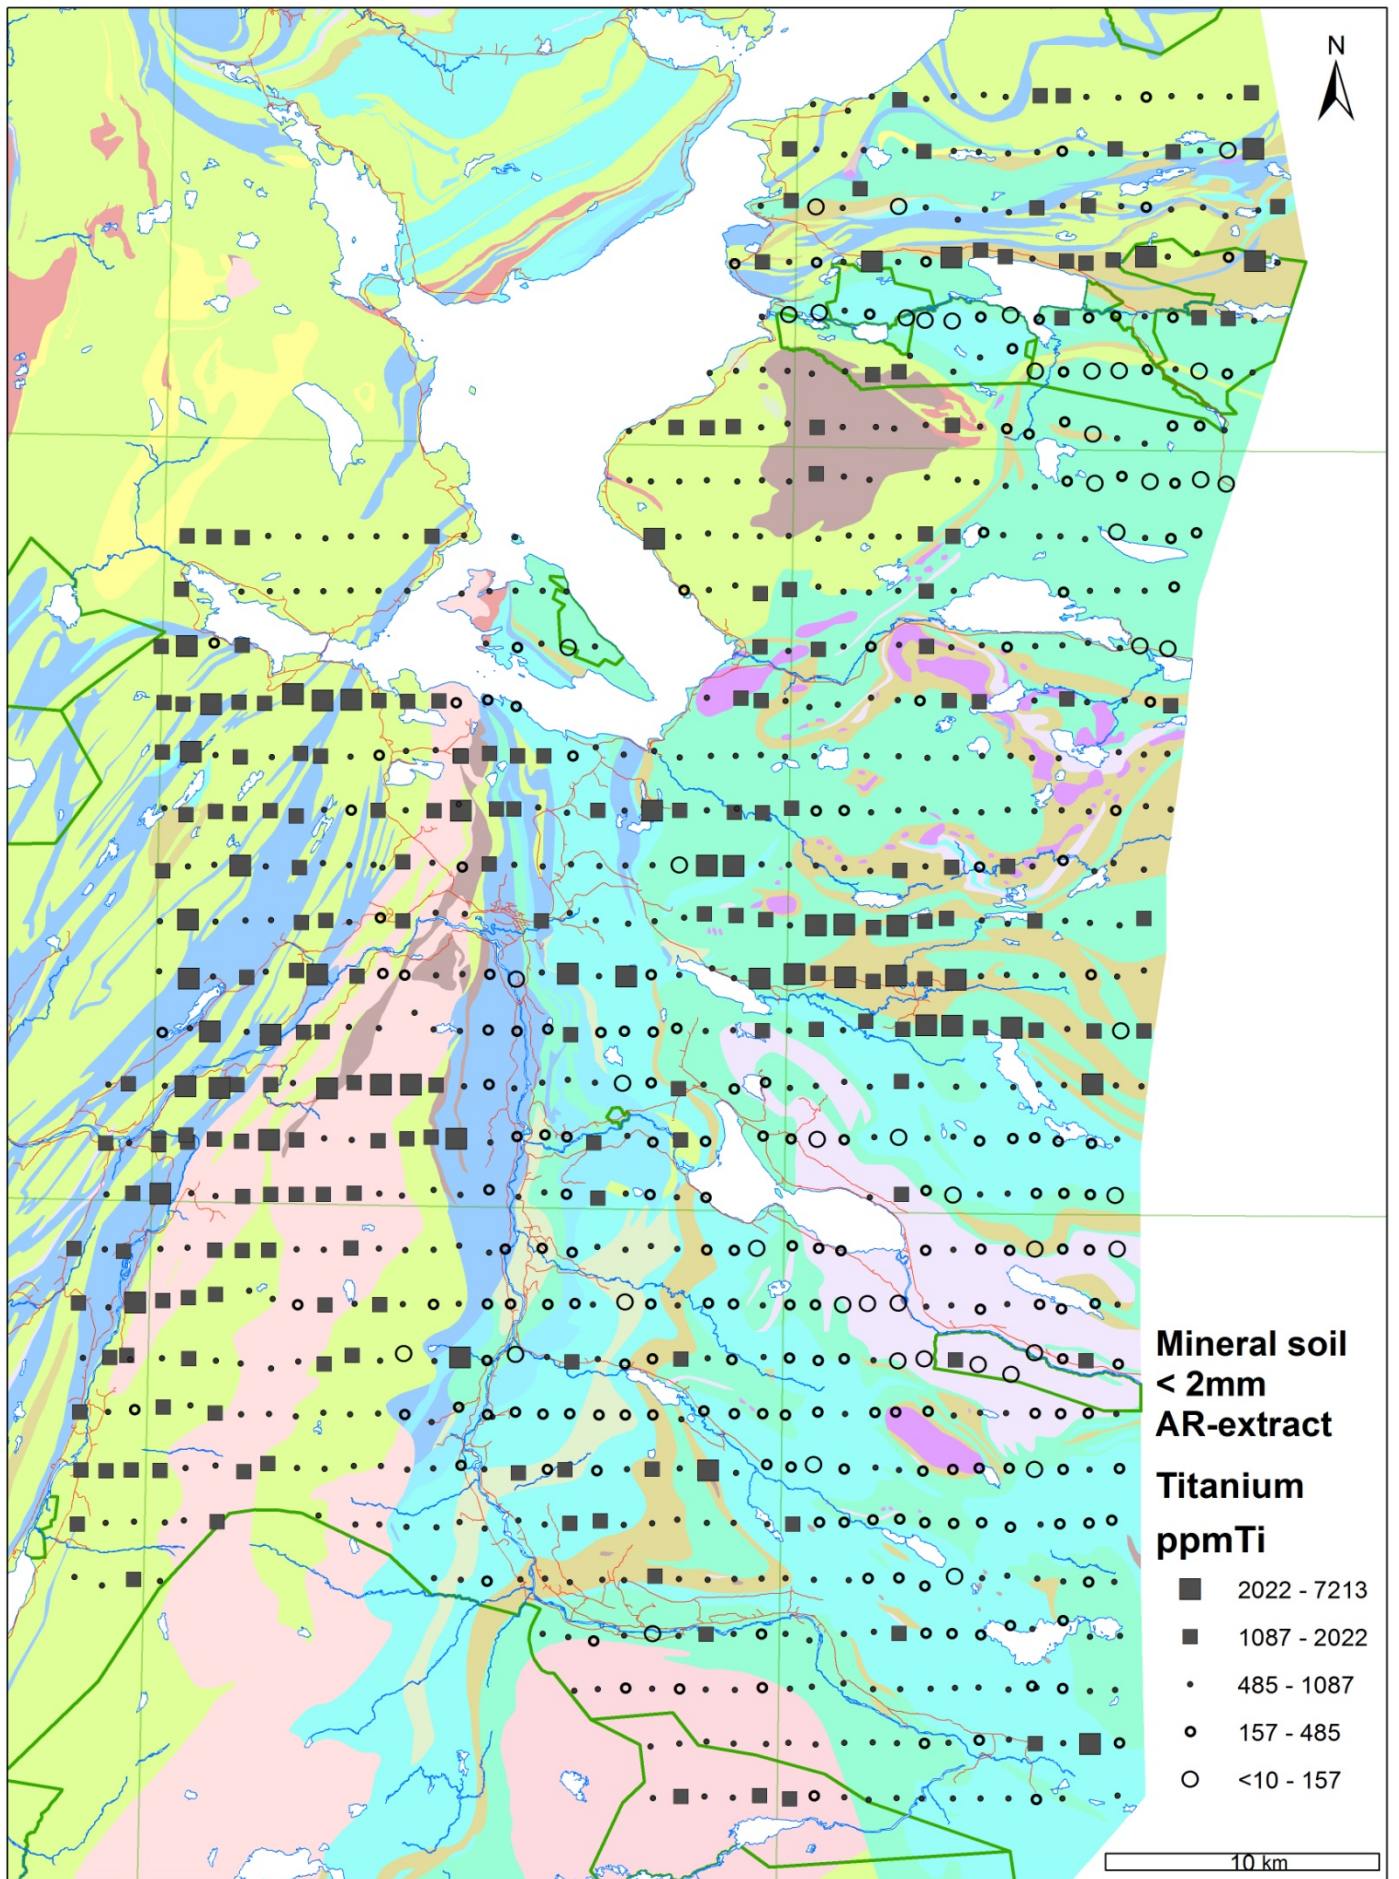 N
Mineral soil
< 2mm
AR-extract
Titanium
ppmTi
2022 - 7213
1087 - 2022
485 - 1087
157 - 485
<10 - 157
10 km